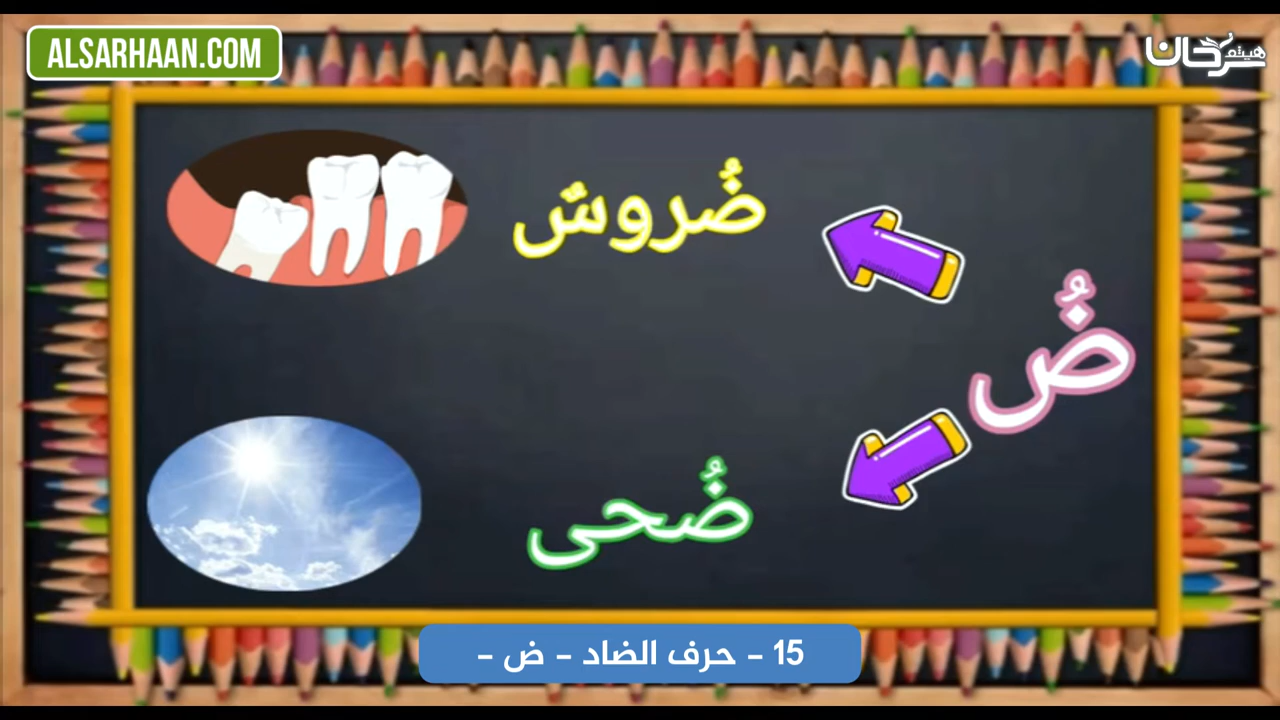 ALSARHAAN.COM
هيثم سرحان
ضُروسٌ
ضُ
ضُحى
15 - حرف الضاد - ض -